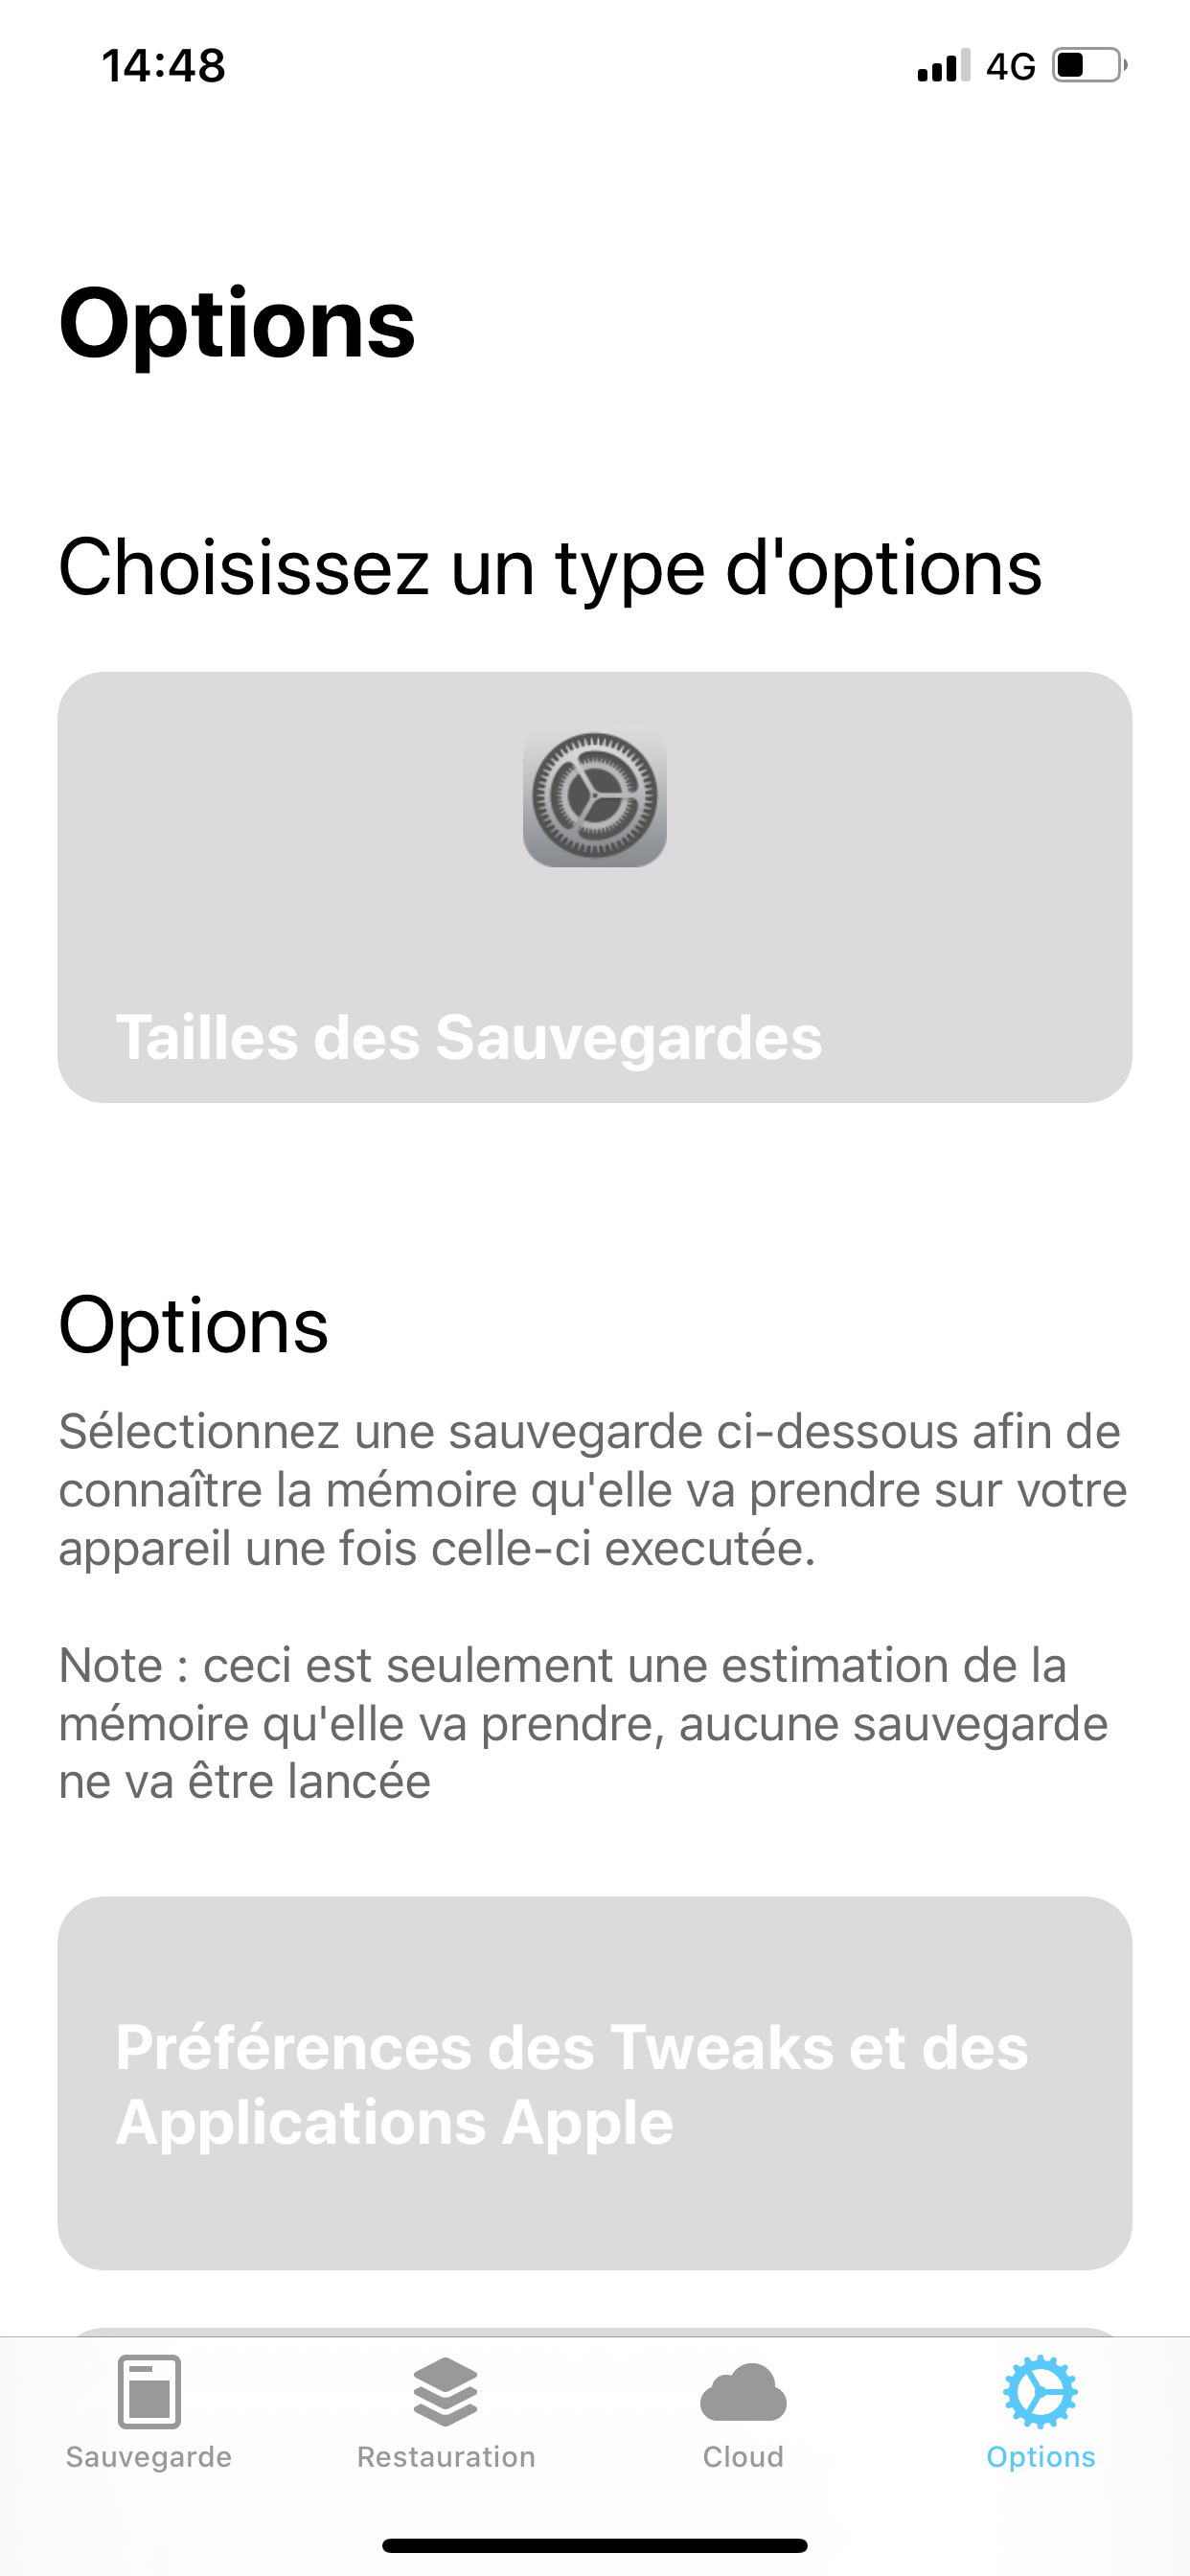 14:48
4G
Options
Choisissez un type d'options
Tailles des Sauvegardes
Options
Sélectionnez une sauvegarde ci-dessous afin de
connaître la mémoire qu'elle va prendre sur votre
appareil une fois celle-ci executée.
Note : ceci est seulement une estimation de la
mémoire qu'elle va prendre, aucune sauvegarde
ne va être lancée
Préférences des Tweaks et des
Applications Apple
Sauvegarde
Restauration
Cloud
Options